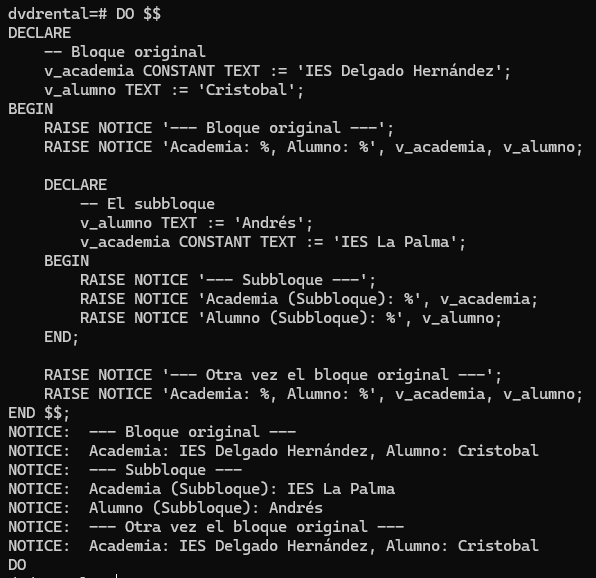 dvdrental=# DO $$
DECLARE
    -- Bloque original
    v_academia CONSTANT TEXT := 'IES Delgado Hernández';
    v_alumno TEXT := 'Cristobal';
BEGIN
    RAISE NOTICE '--- Bloque original ---';
    RAISE NOTICE 'Academia: %, Alumno: %', v_academia, v_alumno;

    DECLARE
        -- El subbloque
        v_alumno TEXT := 'Andrés';
        v_academia CONSTANT TEXT := 'IES La Palma';
    BEGIN
        RAISE NOTICE '--- Subbloque ---';
        RAISE NOTICE 'Academia (Subbloque): %', v_academia;
        RAISE NOTICE 'Alumno (Subbloque): %', v_alumno;
    END;

    RAISE NOTICE '--- Otra vez el bloque original ---';
    RAISE NOTICE 'Academia: %, Alumno: %', v_academia, v_alumno;
END $$;
NOTICE:  --- Bloque original ---
NOTICE:  Academia: IES Delgado Hernández, Alumno: Cristobal
NOTICE:  --- Subbloque ---
NOTICE:  Academia (Subbloque): IES La Palma
NOTICE:  Alumno (Subbloque): Andrés
NOTICE:  --- Otra vez el bloque original ---
NOTICE:  Academia: IES Delgado Hernández, Alumno: Cristobal
DO